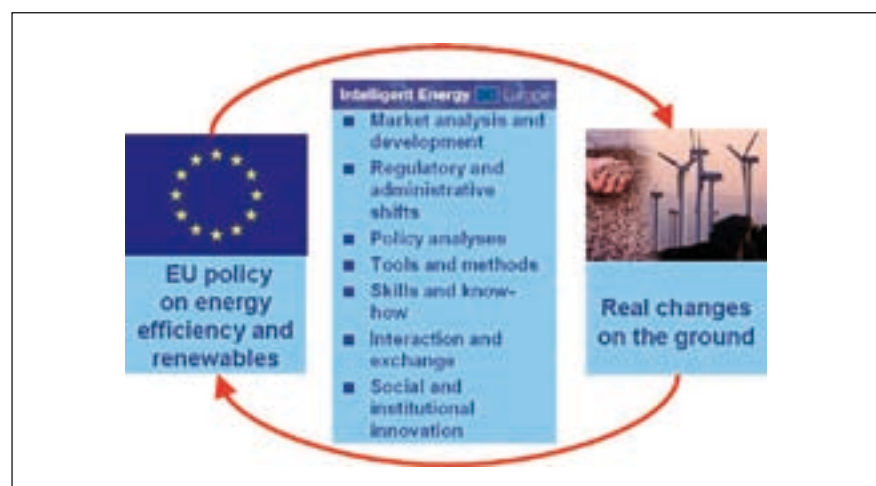 EU policy
on energy
efficiency and
renewables
Intelligent Energy Europe
■ Market analysis and
development
■ Regulatory and
administrative
shifts
■ Policy analyses
■ Tools and methods
■ Skills and know-
how
■ Interaction and
exchange
■ Social and
institutional
innovation
Real changes
on the ground